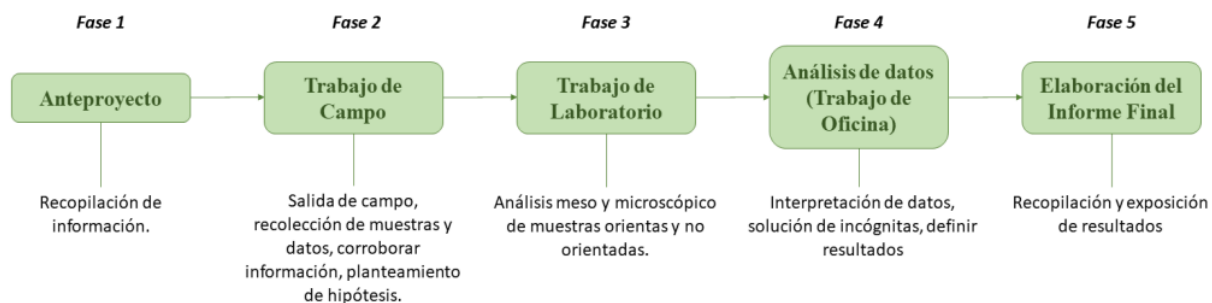 Fase 1
Fase 2
Fase 3
Fase 4
Fase 5
Anteproyecto
Trabajo de
Campo
Trabajo de
Laboratorio
Análisis de datos
(Trabajo de
Oficina)
Elaboración del
Informe Final
Recopilación de
información.
Salida de campo,
recolección de muestras y
datos, corroborar
información, planteamiento
de hipótesis.
Análisis meso y microscópico
de muestras orientas y no
orientadas.
Interpretación de datos,
solución de incógnitas, definir
resultados
Recopilación y exposición
de resultados